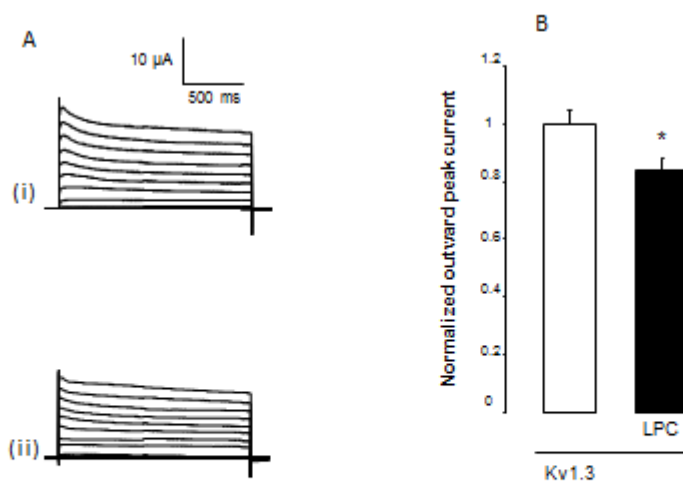 A
10 µA
500 ms
(i)
(ii)
B
Normalized outward peak current
1.2
1
0.8
0.6
0.4
0.2
0
*
LPC
Kv1.3